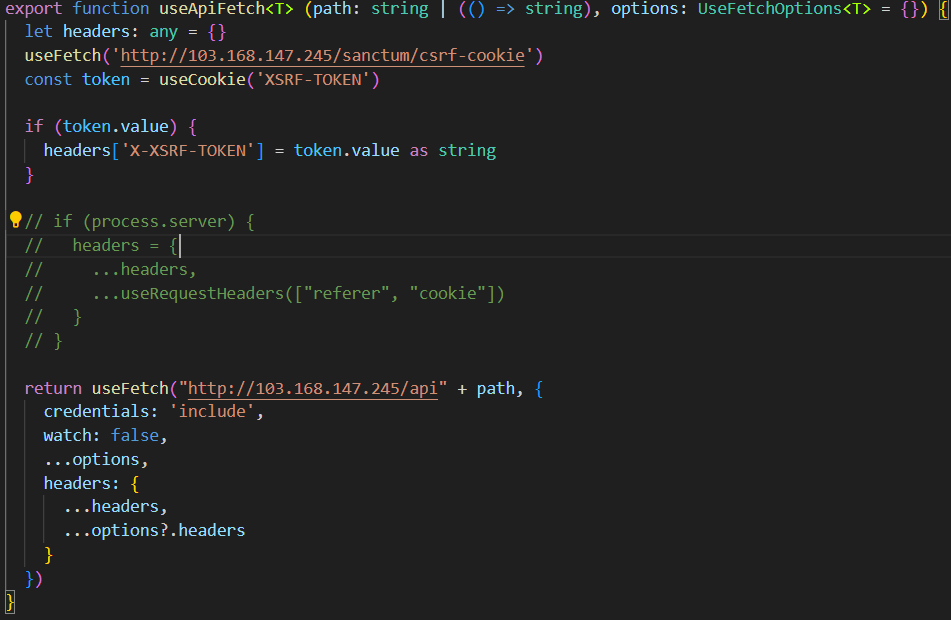 export function useApiFetch<T> (path: string | (() => string), options: UseFetchOptions<T> = {}) {
  let headers: any = {}
  useFetch('http://103.168.147.245/sanctum/csrf-cookie')
  const token = useCookie('XSRF-TOKEN')

  if (token.value) {
    headers['X-XSRF-TOKEN'] = token.value as string
  }

  // if (process.server) {
  //   headers = {
  //     ...headers,
  //     ...useRequestHeaders(["referer", "cookie"])
  //   }
  // }

  return useFetch("http://103.168.147.245/api" + path, {
    credentials: 'include',
    watch: false,
    ...options,
    headers: {
      ...headers,
      ...options?.headers
    }
  })
}